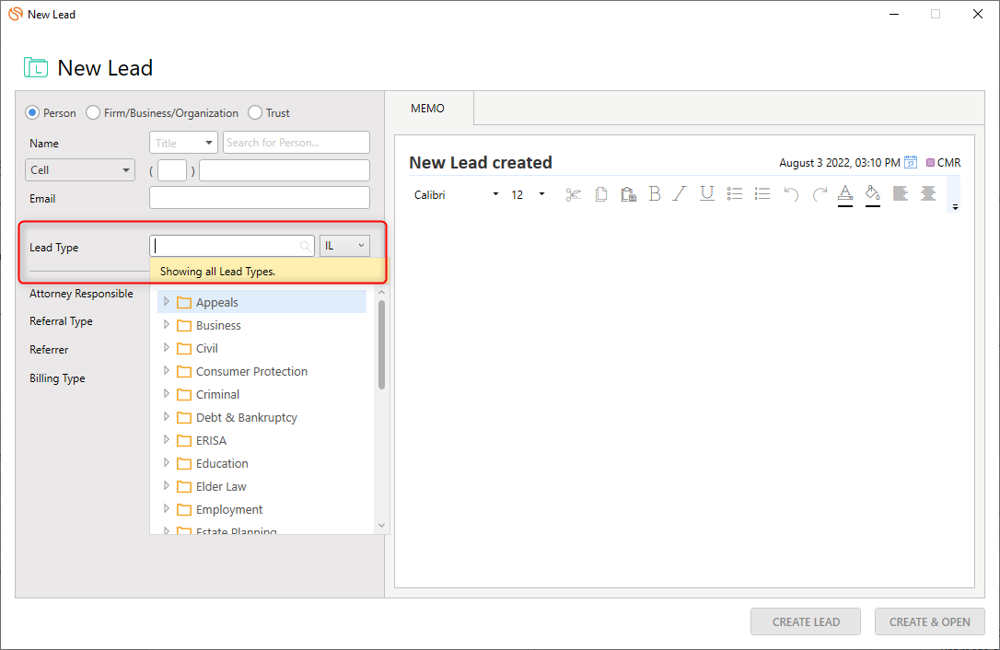 New Lead
New Lead
Person Firm/Business/Organization Trust
Name Title Search for Person...
Cell ( )
Email
Lead Type IL
Showing all Lead Types.
Attorney Responsible
Referral Type
Referrer
Billing Type
Appeals
Business
Civil
Consumer Protection
Criminal
Debt & Bankruptcy
ERISA
Education
Elder Law
Employment
Estate Planning
MEMO
New Lead created August 3 2022, 03:10 PM 17 CMR
Calibri 12 B I U A
CREATE LEAD CREATE & OPEN